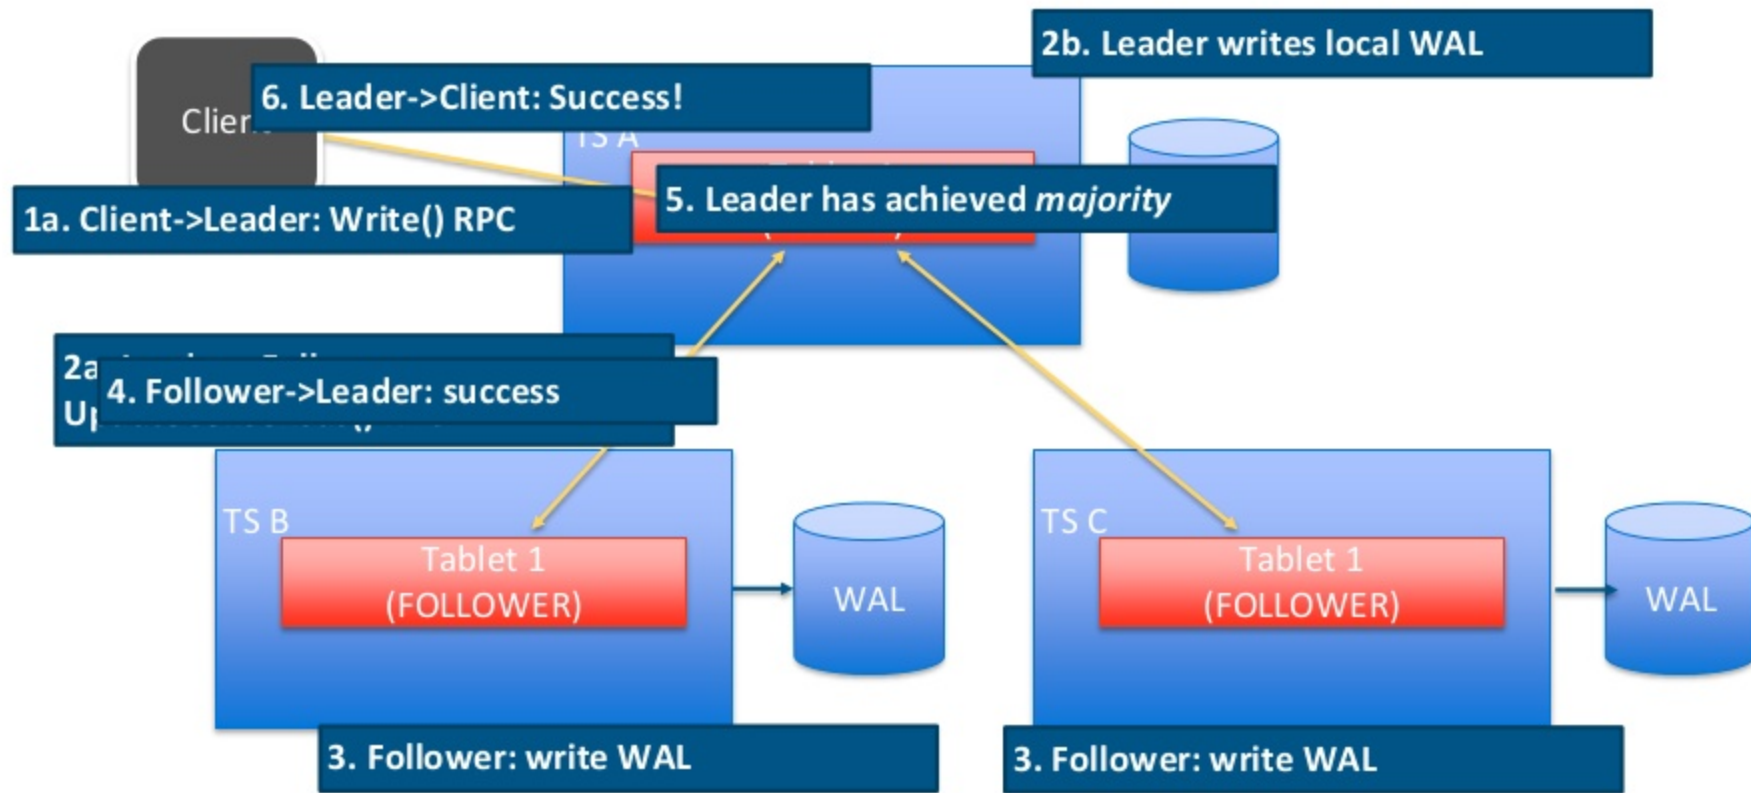 2b. Leader writes local WAL
6. Leader->Client: Success!
Client
TS A
5. Leader has achieved majority
1a. Client->Leader: Write() RPC
2a
4. Follower->Leader: success
Up
TS B
Tablet 1
(FOLLOWER)
WAL
TS C
Tablet 1
(FOLLOWER)
WAL
3. Follower: write WAL
3. Follower: write WAL